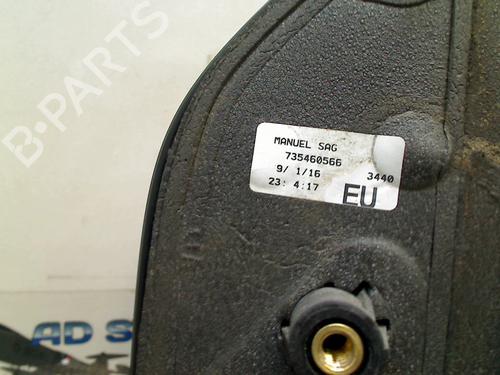 B-PARTS
MANUEL SAG
735460566
9/ 1/16
3440
23: 4:17
EU
AD S